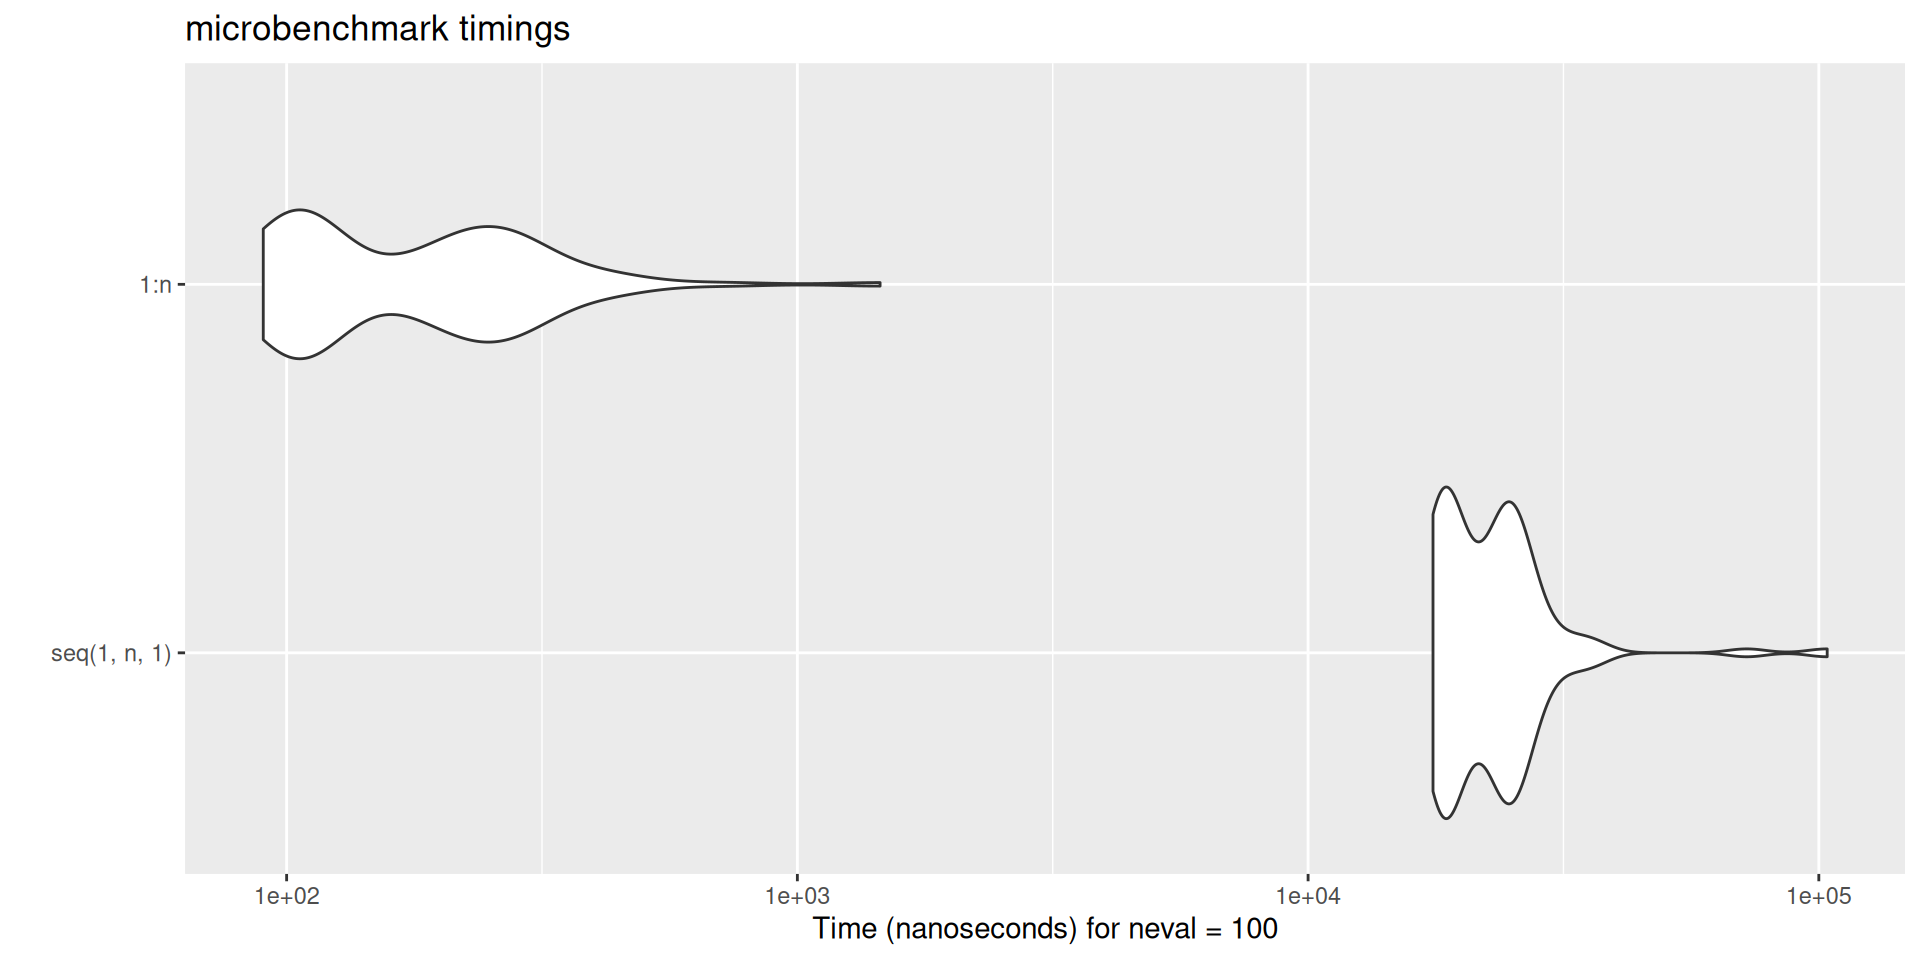 microbenchmark timings
1:n
seq(1, n, 1)
1e+02 1e+03 1e+04 1e+05
Time (nanoseconds) for neval = 100